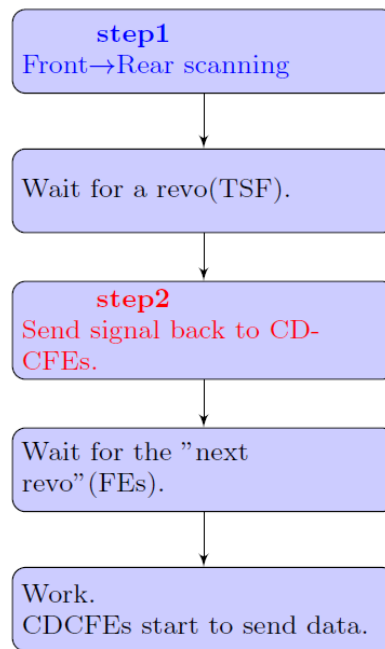 step1
Front→Rear scanning
Wait for a revo(TSF).
step2
Send signal back to CD-
CFEs.
Wait for the ”next
revo”(FEs).
Work.
CDCFEs start to send data.